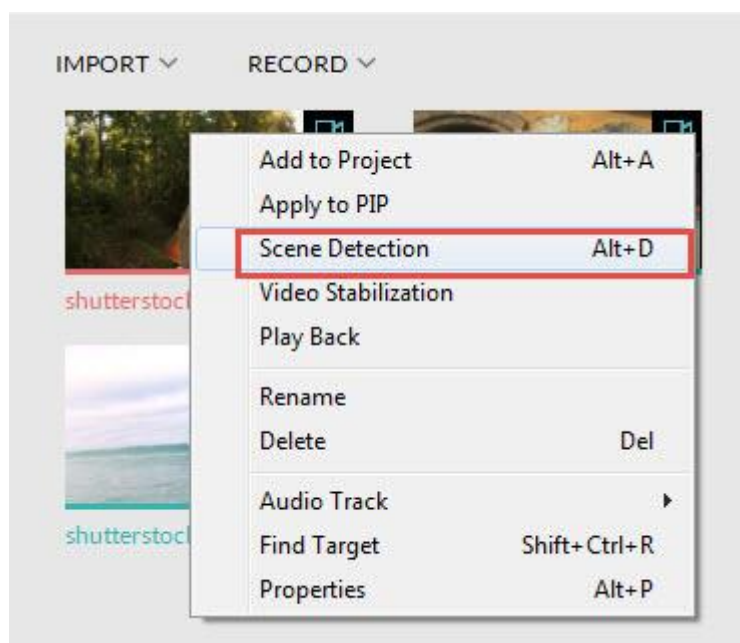 IMPORT RECORD
Add to Project Alt+A
Apply to PIP
Scene Detection Alt+D
Video Stabilization
Play Back
Rename
Delete Del
Audio Track
Find Target Shift+Ctrl+R
Properties Alt+P